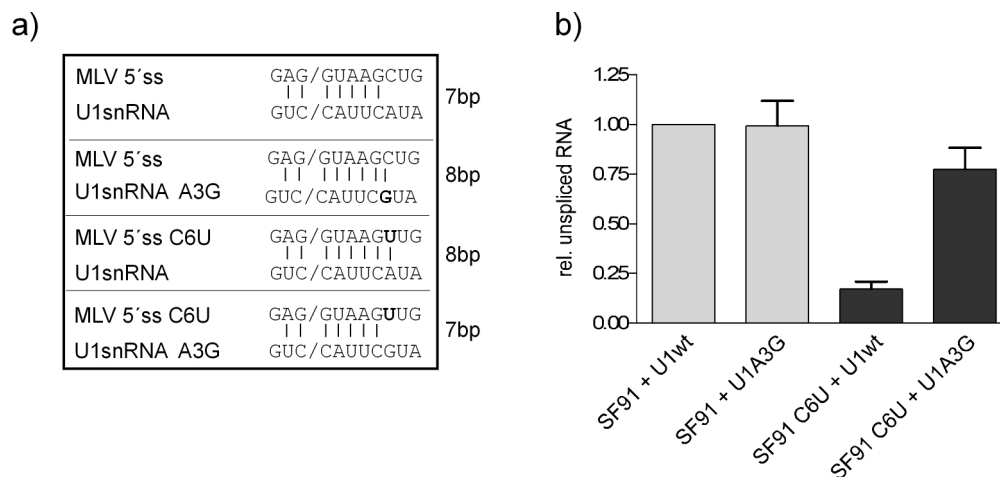 a)
MLV 5´ss GAG/GUAAGCUG
U1snRNA GUC/CAUUCAUA
7bp
MLV 5´ss GAG/GUAAGCUG
U1snRNA A3G GUC/CAUUCGUA
8bp
MLV 5´ss C6U GAG/GUAAGUUG
U1snRNA GUC/CAUUCAUA
8bp
MLV 5´ss C6U GAG/GUAAGUUG
U1snRNA A3G GUC/CAUUCGUA
7bp
b)
rel. unspliced RNA
1.25
1.00
0.75
0.50
0.25
0.00
SF91 + U1wt
SF91 + U1A3G
SF91 C6U + U1wt
SF91 C6U + U1A3G